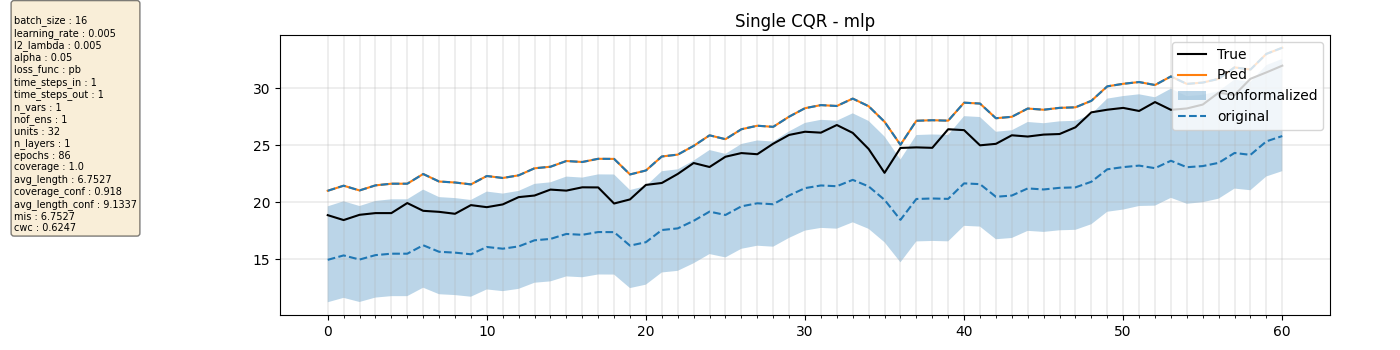 batch_size : 16
learning_rate : 0.005
l2_lambda : 0.005
alpha : 0.05
loss_func : pb
time_steps_in : 1
time_steps_out : 1
n_vars : 1
nof_ens : 1
units : 32
n_layers : 1
epochs : 86
coverage : 1.0
avg_length : 6.7527
coverage_conf : 0.918
avg_length_conf : 9.1337
mis : 6.7527
cwc : 0.6247
Single CQR - mlp
True
Pred
Conformalized
original
30
25
20
15
0 10 20 30 40 50 60